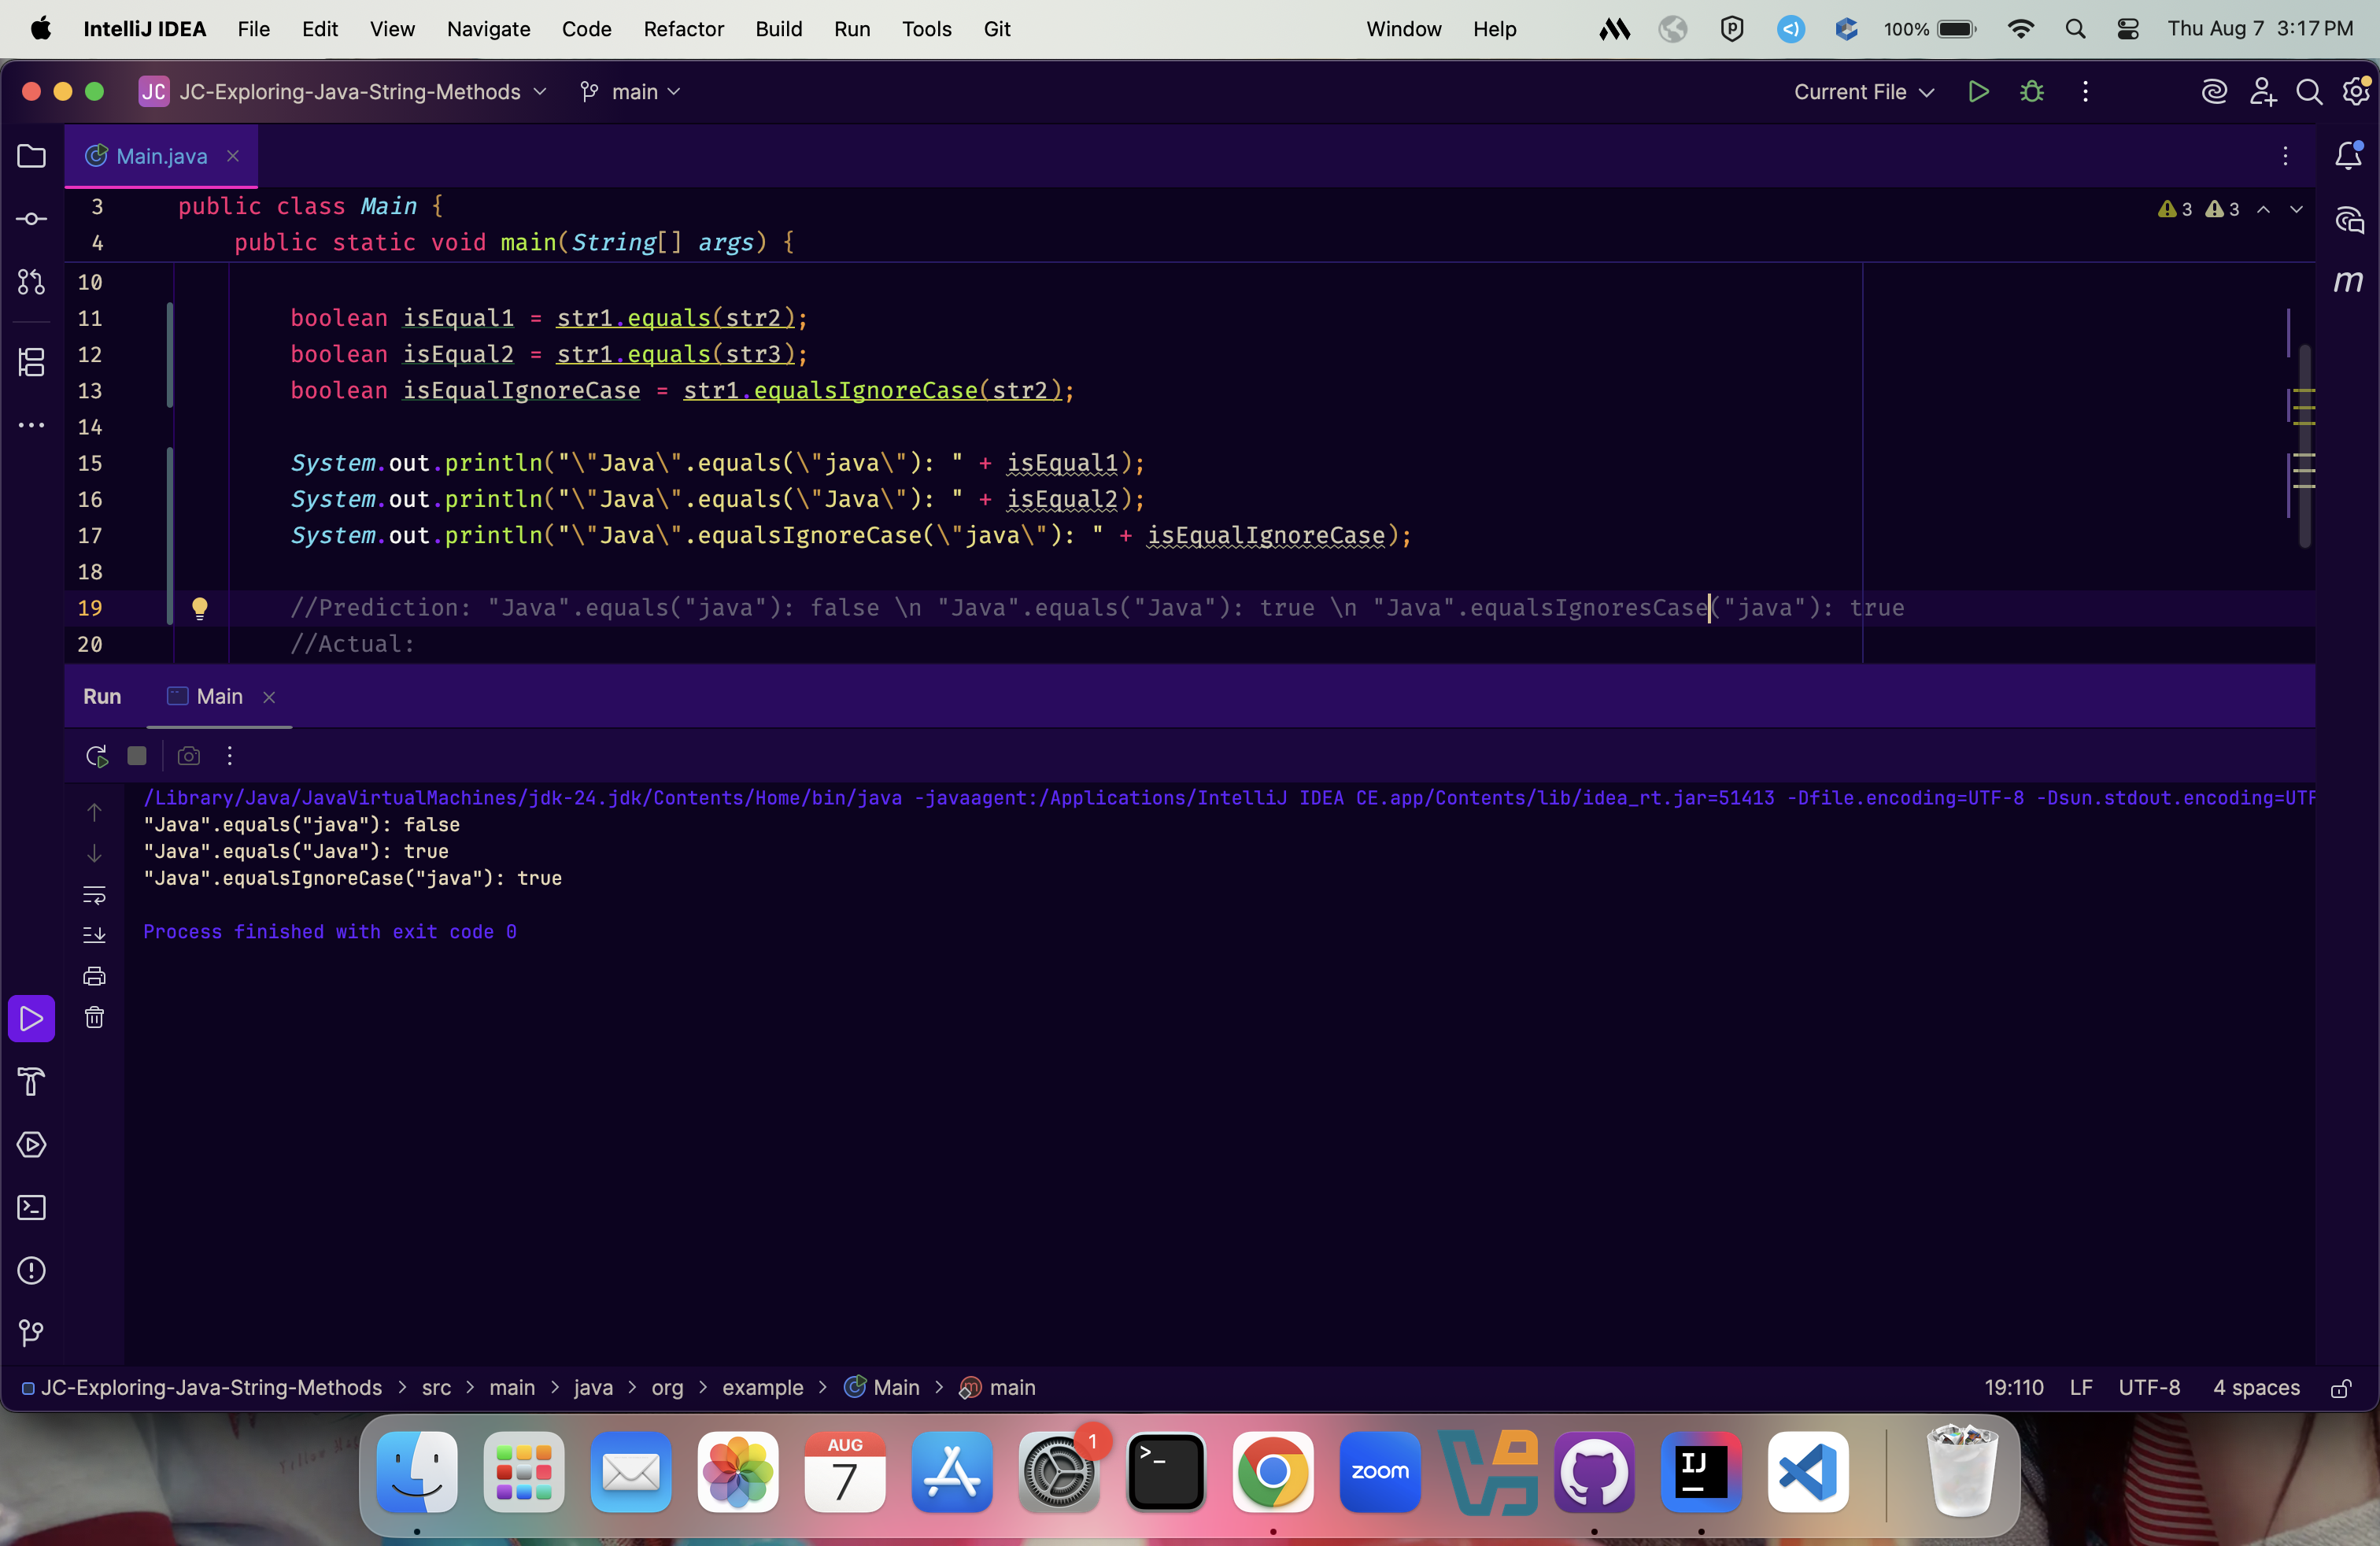 IntelliJ IDEA File Edit View Navigate Code Refactor Build Run Tools Git Window Help 100% Thu Aug 7 3:17 PM
JC JC-Exploring-Java-String-Methods main Current File
Main.java
3 public class Main {
4 public static void main(String[] args) {
3 3
10
11 boolean isEqual1 = str1.equals(str2);
12 boolean isEqual2 = str1.equals(str3);
13 boolean isEqualIgnoreCase = str1.equalsIgnoreCase(str2);
14
15 System.out.println("\"Java\".equals(\"java\"): " + isEqual1);
16 System.out.println("\"Java\".equals(\"Java\"): " + isEqual2);
17 System.out.println("\"Java\".equalsIgnoreCase(\"java\"): " + isEqualIgnoreCase);
18
19 //Prediction: "Java".equals("java"): false \n "Java".equals("Java"): true \n "Java".equalsIgnoresCase("java"): true
20 //Actual:
Run Main
/Library/Java/JavaVirtualMachines/jdk-24.jdk/Contents/Home/bin/java -javaagent:/Applications/IntelliJ IDEA CE.app/Contents/lib/idea_rt.jar=51413 -Dfile.encoding=UTF-8 -Dsun.stdout.encoding=UTF
"Java".equals("java"): false
"Java".equals("Java"): true
"Java".equalsIgnoreCase("java"): true
Process finished with exit code 0
JC-Exploring-Java-String-Methods > src > main > java > org > example > Main > main 19:110 LF UTF-8 4 spaces
AUG
7
1
zoom
IJ